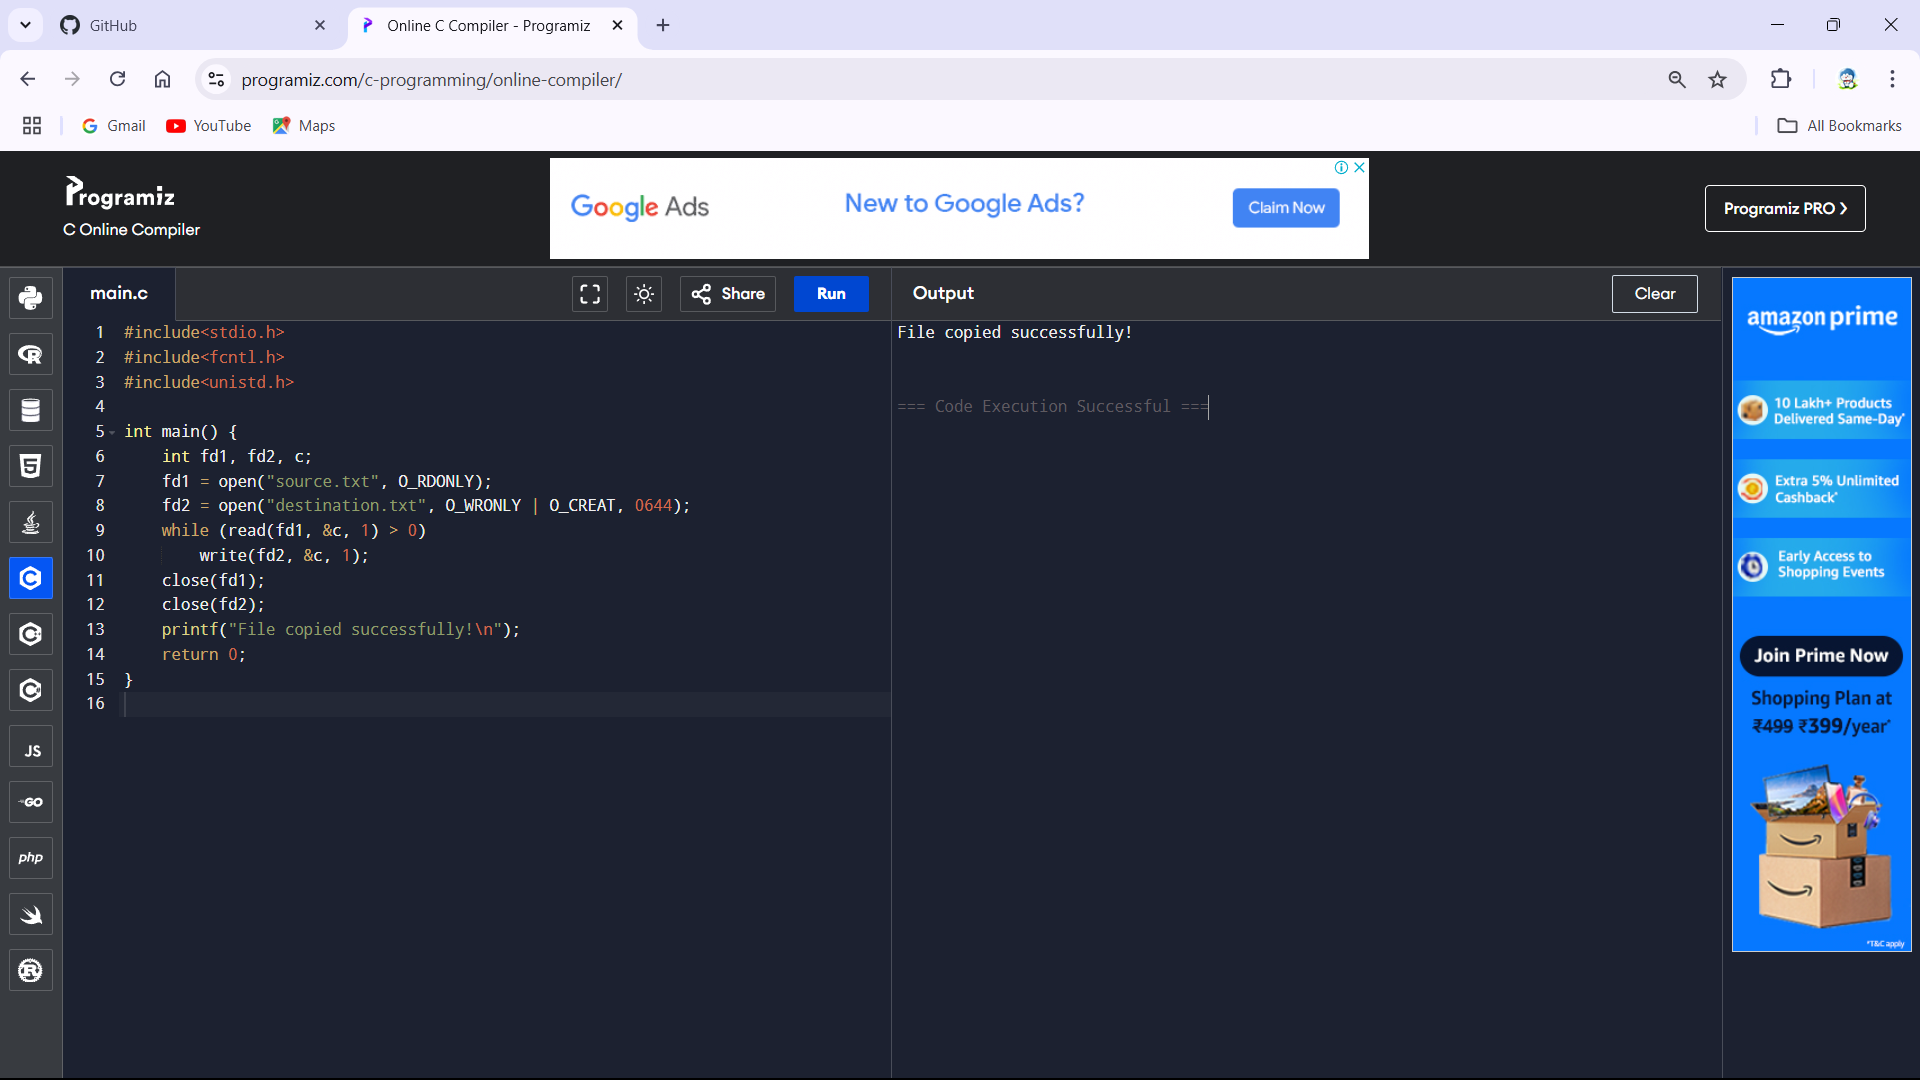 GitHub
Online C Compiler - Programiz
programiz.com/c-programming/online-compiler/
Gmail
YouTube
Maps
All Bookmarks
Programiz
C Online Compiler
Google Ads
New to Google Ads?
Claim Now
Programiz PRO
main.c
Share
Run
Output
Clear
1 #include<stdio.h>
2 #include<fcntl.h>
3 #include<unistd.h>
4
5 int main() {
6 int fd1, fd2, c;
7 fd1 = open("source.txt", O_RDONLY);
8 fd2 = open("destination.txt", O_WRONLY | O_CREAT, 0644);
9 while (read(fd1, &c, 1) > 0)
10 write(fd2, &c, 1);
11 close(fd1);
12 close(fd2);
13 printf("File copied successfully!\n");
14 return 0;
15 }
16
File copied successfully!
=== Code Execution Successful ===
JS
GO
php
amazon prime
10 Lakh+ Products
Delivered Same-Day*
Extra 5% Unlimited
Cashback*
Early Access to
Shopping Events
Join Prime Now
Shopping Plan at
₹499 ₹399/year*
*T&C apply